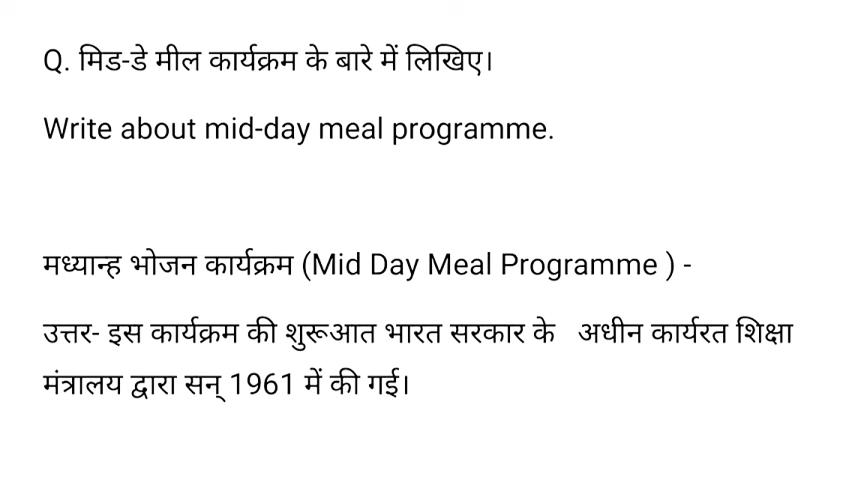 Q. मिड-डे मील कार्यक्रम के बारे में लिखिए।
Write about mid-day meal programme.
मध्यान्ह भोजन कार्यक्रम (Mid Day Meal Programme ) -
उत्तर- इस कार्यक्रम की शुरूआत भारत सरकार के अधीन कार्यरत शिक्षा
मंत्रालय द्वारा सन् 1961 में की गई।